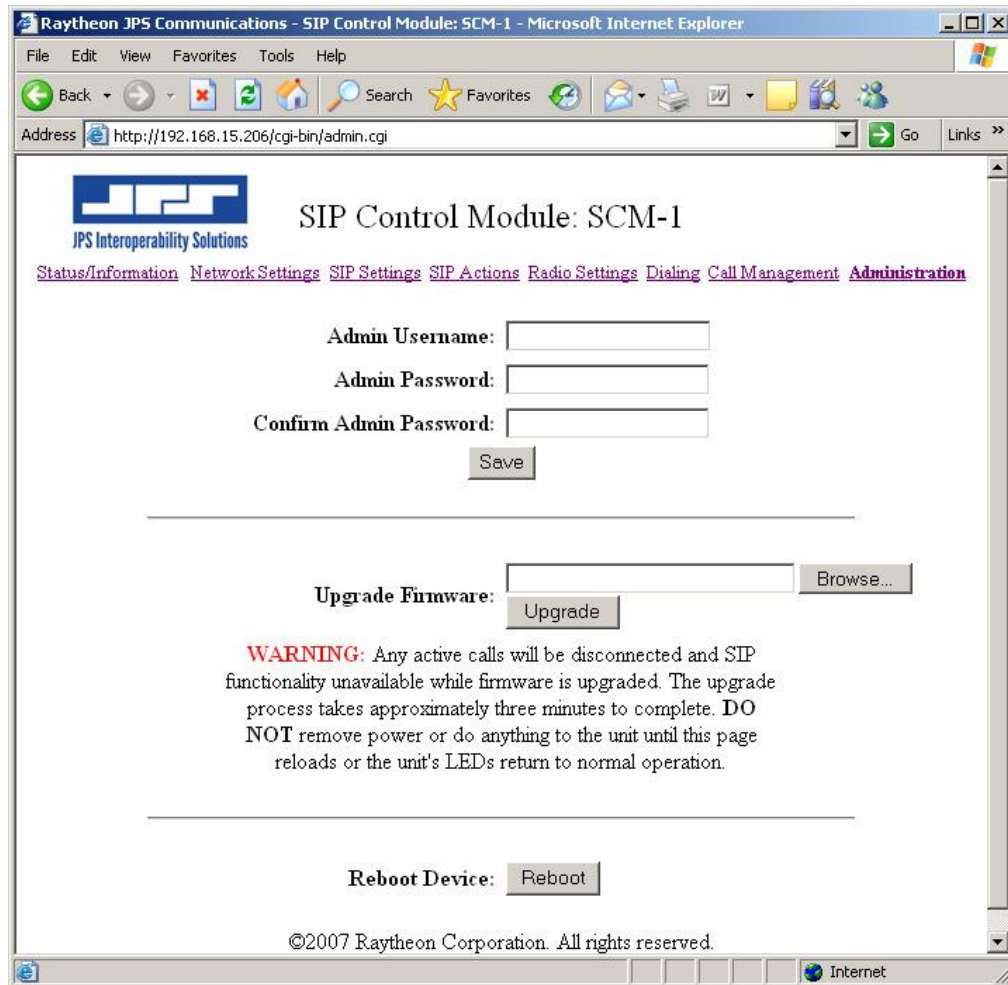 Raytheon JPS Communications - SIP Control Module: SCM-1 - Microsoft Internet Explorer
File Edit View Favorites Tools Help
Back Search Favorites W
Address http://192.168.15.206/cgi-bin/admin.cgi Go Links »
JPS
JPS Interoperability Solutions
SIP Control Module: SCM-1
Status/Information Network Settings SIP Settings SIP Actions Radio Settings Dialing Call Management Administration
Admin Username:
Admin Password:
Confirm Admin Password:
Save
Browse...
Upgrade Firmware:
Upgrade
WARNING: Any active calls will be disconnected and SIP
functionality unavailable while firmware is upgraded. The upgrade
process takes approximately three minutes to complete. DO
NOT remove power or do anything to the unit until this page
reloads or the unit's LEDs return to normal operation.
Reboot Device: Reboot
©2007 Raytheon Corporation. All rights reserved.
Internet